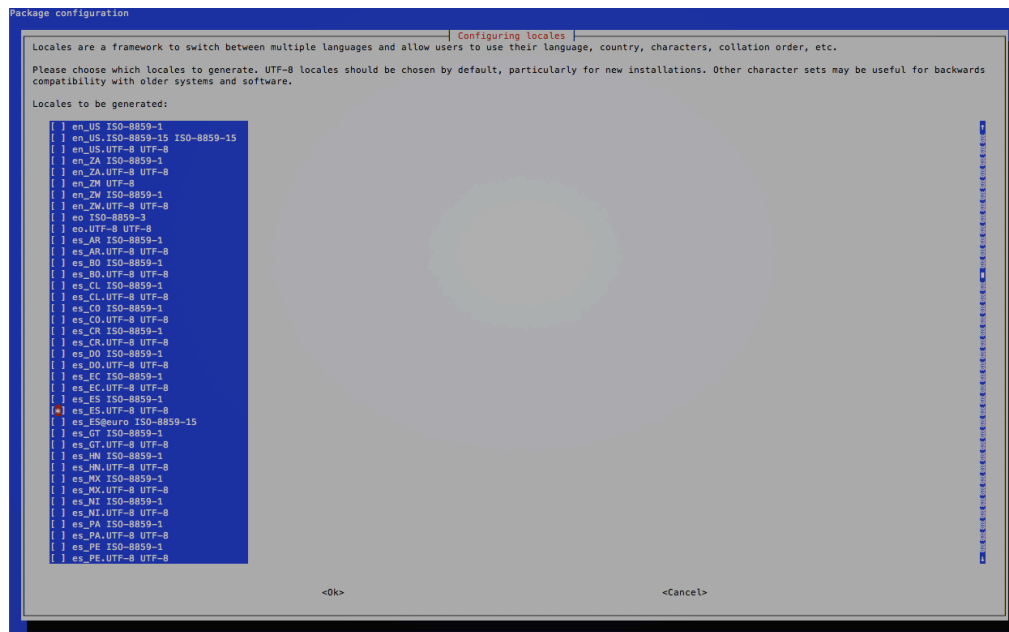 Package configuration
Configuring locales
Locales are a framework to switch between multiple languages and allow users to use their language, country, characters, collation order, etc.
Please choose which locales to generate. UTF-8 locales should be chosen by default, particularly for new installations. Other character sets may be useful for backwards
compatibility with older systems and software.
Locales to be generated:
[ ] en_US ISO-8859-1
[ ] en_US.ISO-8859-15 ISO-8859-15
[ ] en_US.UTF-8 UTF-8
[ ] en_ZA ISO-8859-1
[ ] en_ZA.UTF-8 UTF-8
[ ] en_ZM UTF-8
[ ] en_ZW ISO-8859-1
[ ] en_ZW.UTF-8 UTF-8
[ ] eo ISO-8859-3
[ ] eo.UTF-8 UTF-8
[ ] es_AR ISO-8859-1
[ ] es_AR.UTF-8 UTF-8
[ ] es_BO ISO-8859-1
[ ] es_BO.UTF-8 UTF-8
[ ] es_CL ISO-8859-1
[ ] es_CL.UTF-8 UTF-8
[ ] es_CO ISO-8859-1
[ ] es_CO.UTF-8 UTF-8
[ ] es_CR ISO-8859-1
[ ] es_CR.UTF-8 UTF-8
[ ] es_DO ISO-8859-1
[ ] es_DO.UTF-8 UTF-8
[ ] es_EC ISO-8859-1
[ ] es_EC.UTF-8 UTF-8
[ ] es_ES ISO-8859-1
[*] es_ES.UTF-8 UTF-8
[ ] es_ES@euro ISO-8859-15
[ ] es_GT ISO-8859-1
[ ] es_GT.UTF-8 UTF-8
[ ] es_HN ISO-8859-1
[ ] es_HN.UTF-8 UTF-8
[ ] es_MX ISO-8859-1
[ ] es_MX.UTF-8 UTF-8
[ ] es_NI ISO-8859-1
[ ] es_NI.UTF-8 UTF-8
[ ] es_PA ISO-8859-1
[ ] es_PA.UTF-8 UTF-8
[ ] es_PE ISO-8859-1
[ ] es_PE.UTF-8 UTF-8
<Ok> <Cancel>